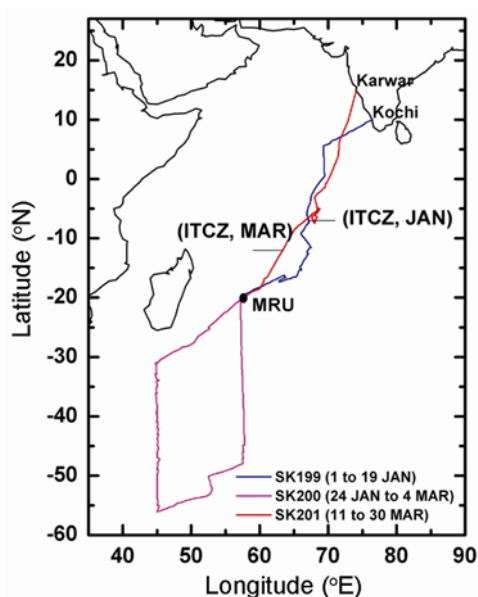 20
10
0
-10
-20
-30
-40
-50
-60
Latitude (°N)
Karwar
Kochi
(ITCZ, JAN)
(ITCZ, MAR)
MRU
SK199 (1 to 19 JAN)
SK200 (24 JAN to 4 MAR)
SK201 (11 to 30 MAR)
40 50 60 70 80 90
Longitude (°E)